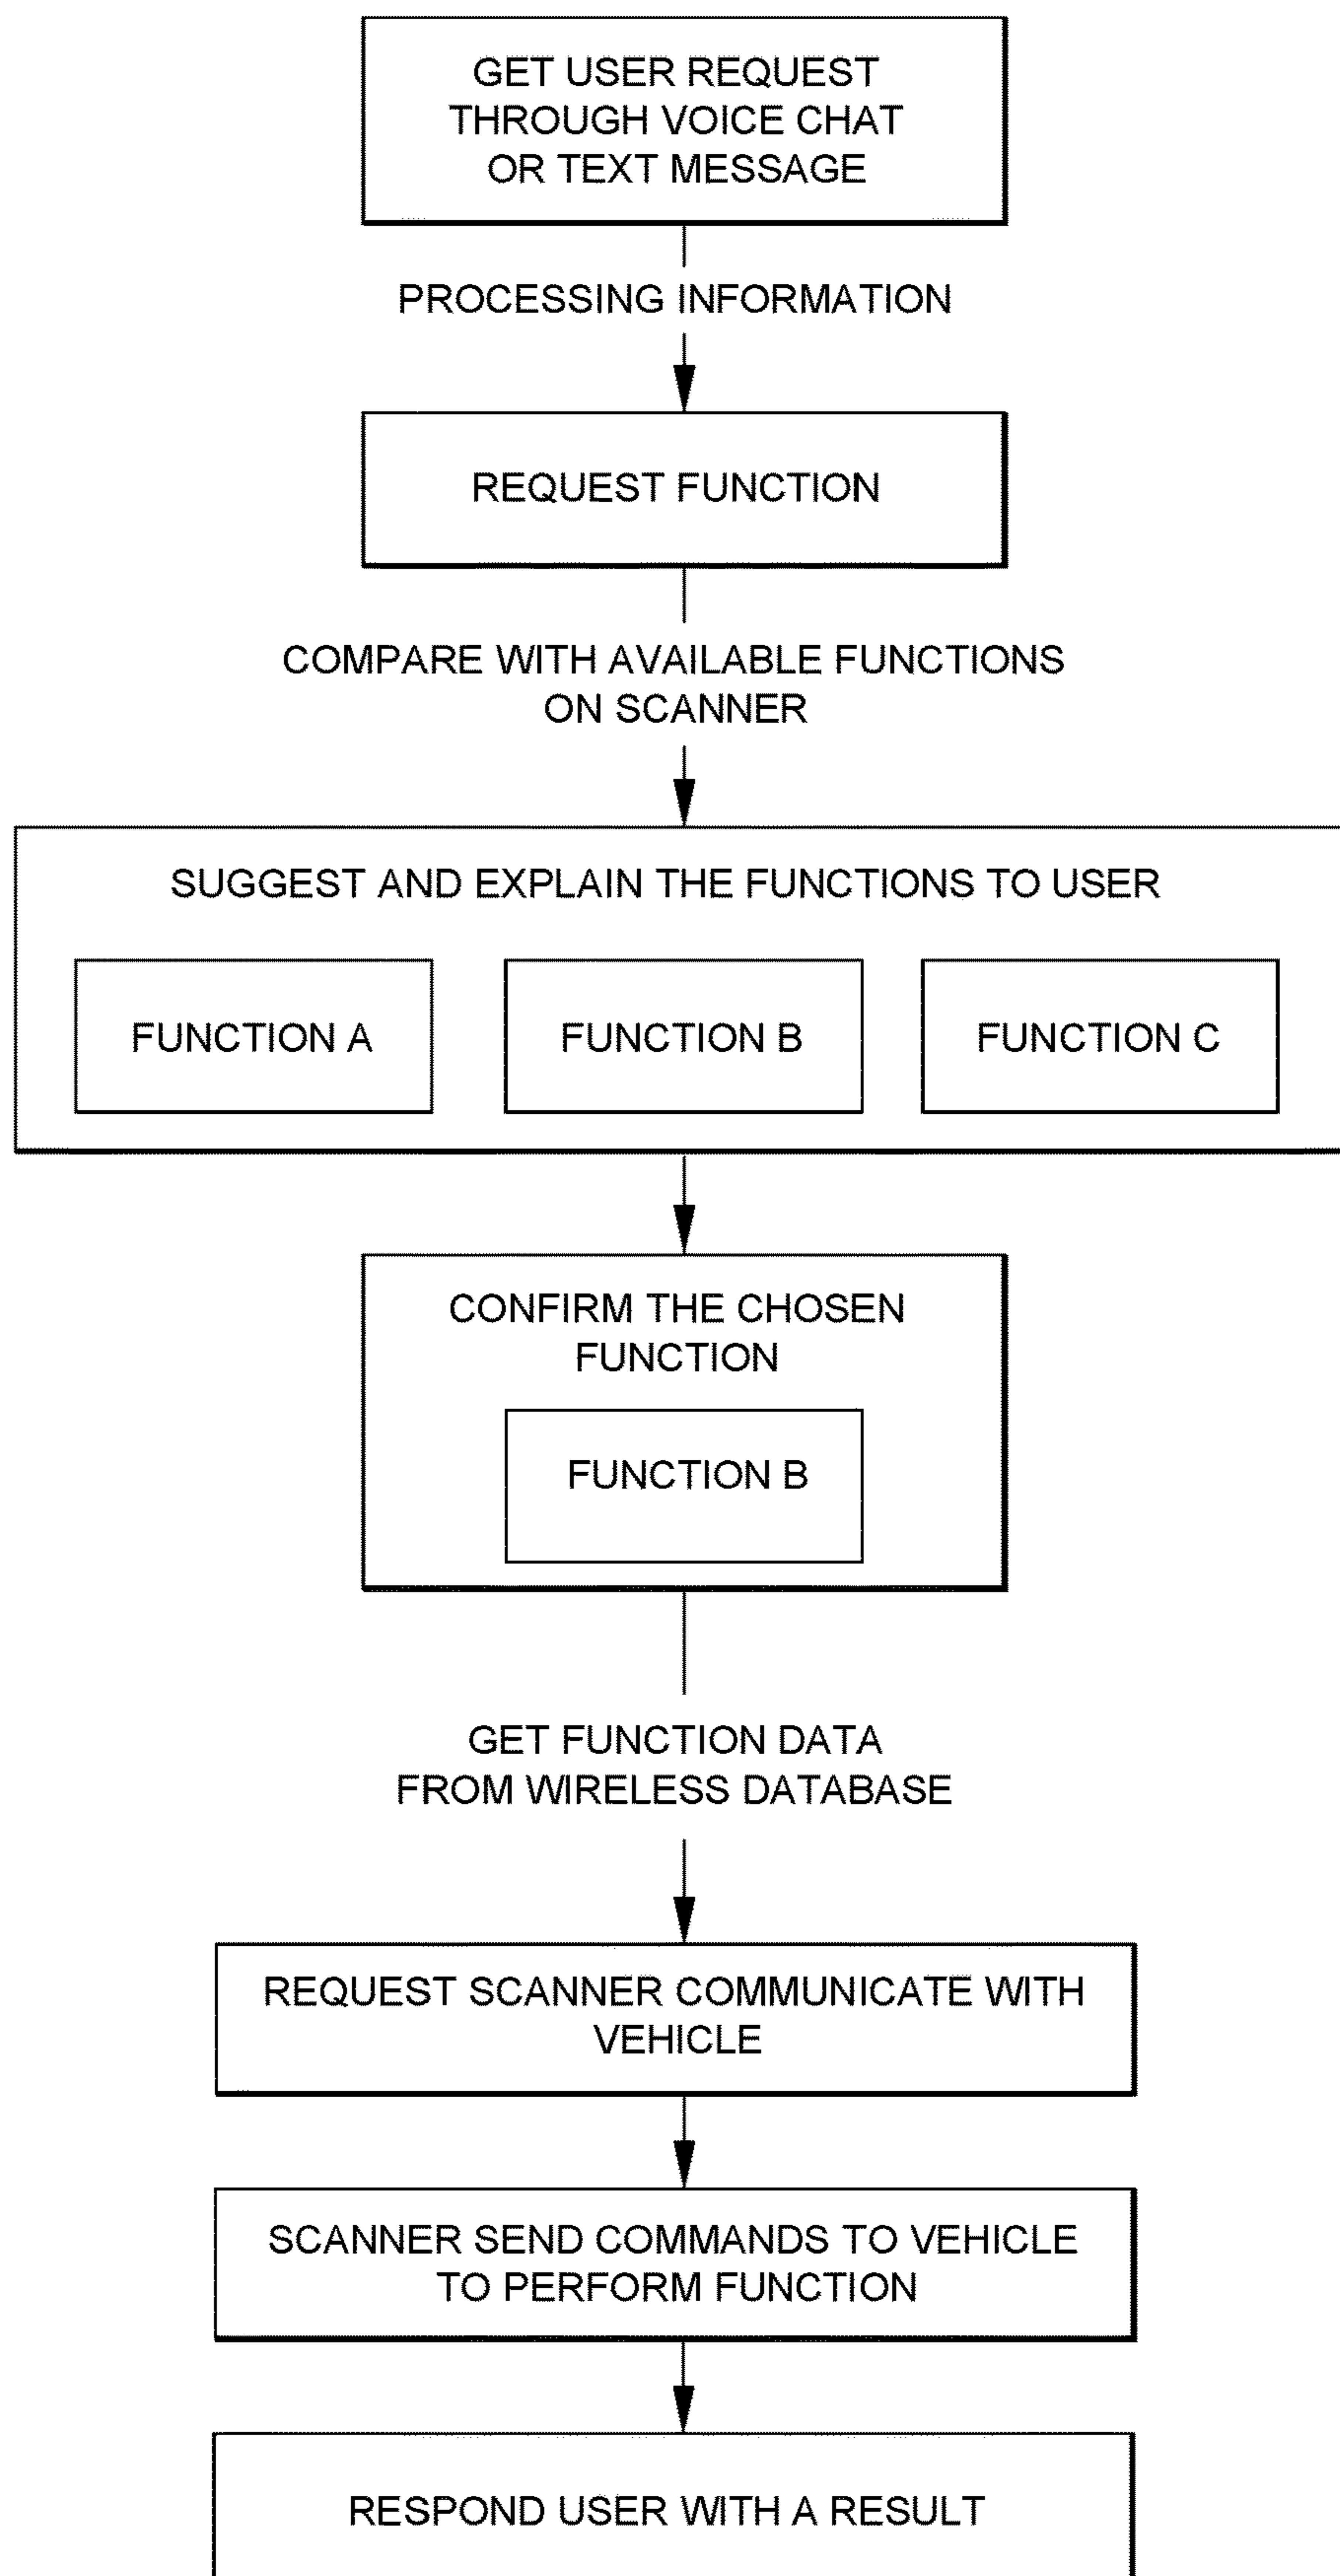 GET USER REQUEST
THROUGH VOICE CHAT
OR TEXT MESSAGE
PROCESSING INFORMATION
REQUEST FUNCTION
COMPARE WITH AVAILABLE FUNCTIONS
ON SCANNER
SUGGEST AND EXPLAIN THE FUNCTIONS TO USER
FUNCTION A
FUNCTION B
FUNCTION C
CONFIRM THE CHOSEN
FUNCTION
FUNCTION B
GET FUNCTION DATA
FROM WIRELESS DATABASE
REQUEST SCANNER COMMUNICATE WITH
VEHICLE
SCANNER SEND COMMANDS TO VEHICLE
TO PERFORM FUNCTION
RESPOND USER WITH A RESULT